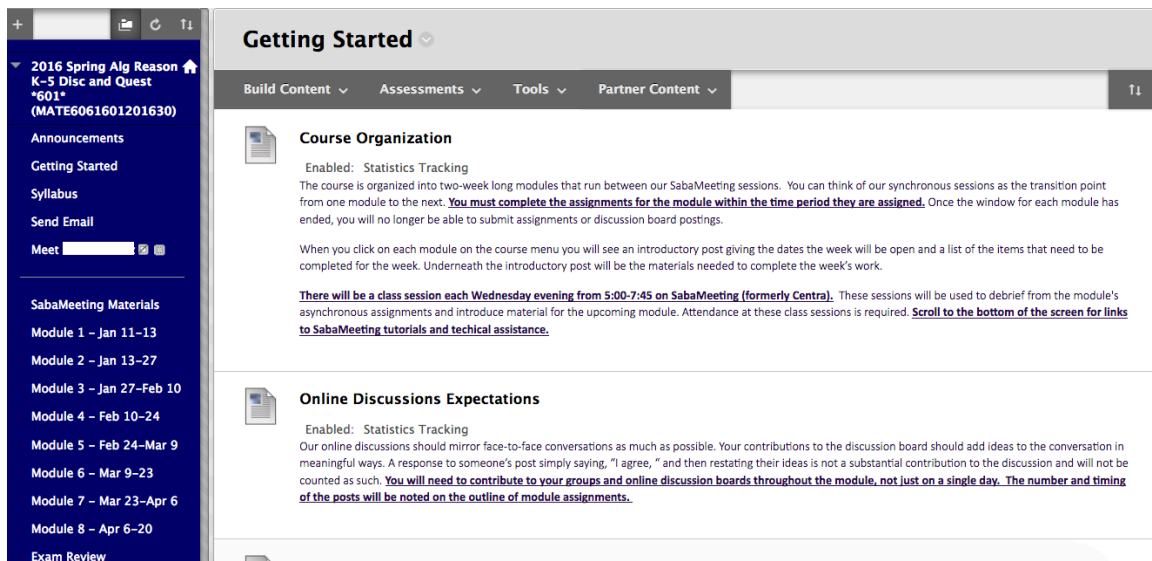 2016 Spring Alg Reason
K-5 Disc and Quest
*601*
(MATE6061601201630)
Announcements
Getting Started
Syllabus
Send Email
Meet
SabaMeeting Materials
Module 1 – Jan 11-13
Module 2 – Jan 13-27
Module 3 – Jan 27-Feb 10
Module 4 – Feb 10-24
Module 5 – Feb 24-Mar 9
Module 6 – Mar 9-23
Module 7 – Mar 23-Apr 6
Module 8 – Apr 6-20
Exam Review
Getting Started
Build Content Assessments Tools Partner Content
Course Organization
Enabled: Statistics Tracking
The course is organized into two-week long modules that run between our SabaMeeting sessions. You can think of our synchronous sessions as the transition point
from one module to the next. You must complete the assignments for the module within the time period they are assigned. Once the window for each module has
ended, you will no longer be able to submit assignments or discussion board postings.
When you click on each module on the course menu you will see an introductory post giving the dates the week will be open and a list of the items that need to be
completed for the week. Underneath the introductory post will be the materials needed to complete the week's work.
There will be a class session each Wednesday evening from 5:00-7:45 on SabaMeeting (formerly Centra). These sessions will be used to debrief from the module's
asynchronous assignments and introduce material for the upcoming module. Attendance at these class sessions is required. Scroll to the bottom of the screen for links
to SabaMeeting tutorials and techical assistance.
Online Discussions Expectations
Enabled: Statistics Tracking
Our online discussions should mirror face-to-face conversations as much as possible. Your contributions to the discussion board should add ideas to the conversation in
meaningful ways. A response to someone's post simply saying, "I agree, " and then restating their ideas is not a substantial contribution to the discussion and will not be
counted as such. You will need to contribute to your groups and online discussion boards throughout the module, not just on a single day. The number and timing
of the posts will be noted on the outline of module assignments.